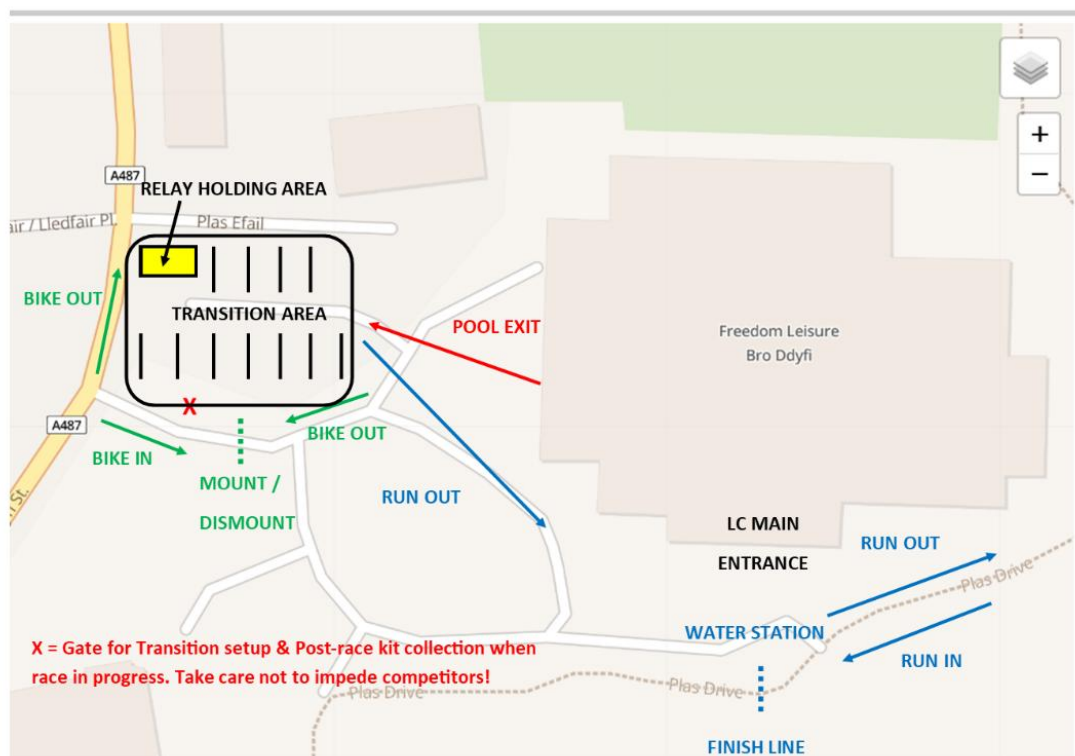 +
−
A487
RELAY HOLDING AREA
air / Lledfair Pl.
Plas Efail
BIKE OUT
TRANSITION AREA
POOL EXIT
Freedom Leisure
Bro Ddyfi
X
A487
BIKE IN
BIKE OUT
MOUNT /
DISMOUNT
St.
RUN OUT
LC MAIN
ENTRANCE
RUN OUT
Plas Drive
WATER STATION
RUN IN
X = Gate for Transition setup & Post-race kit collection when
race in progress. Take care not to impede competitors!
Plas Drive
Plas Drive
FINISH LINE